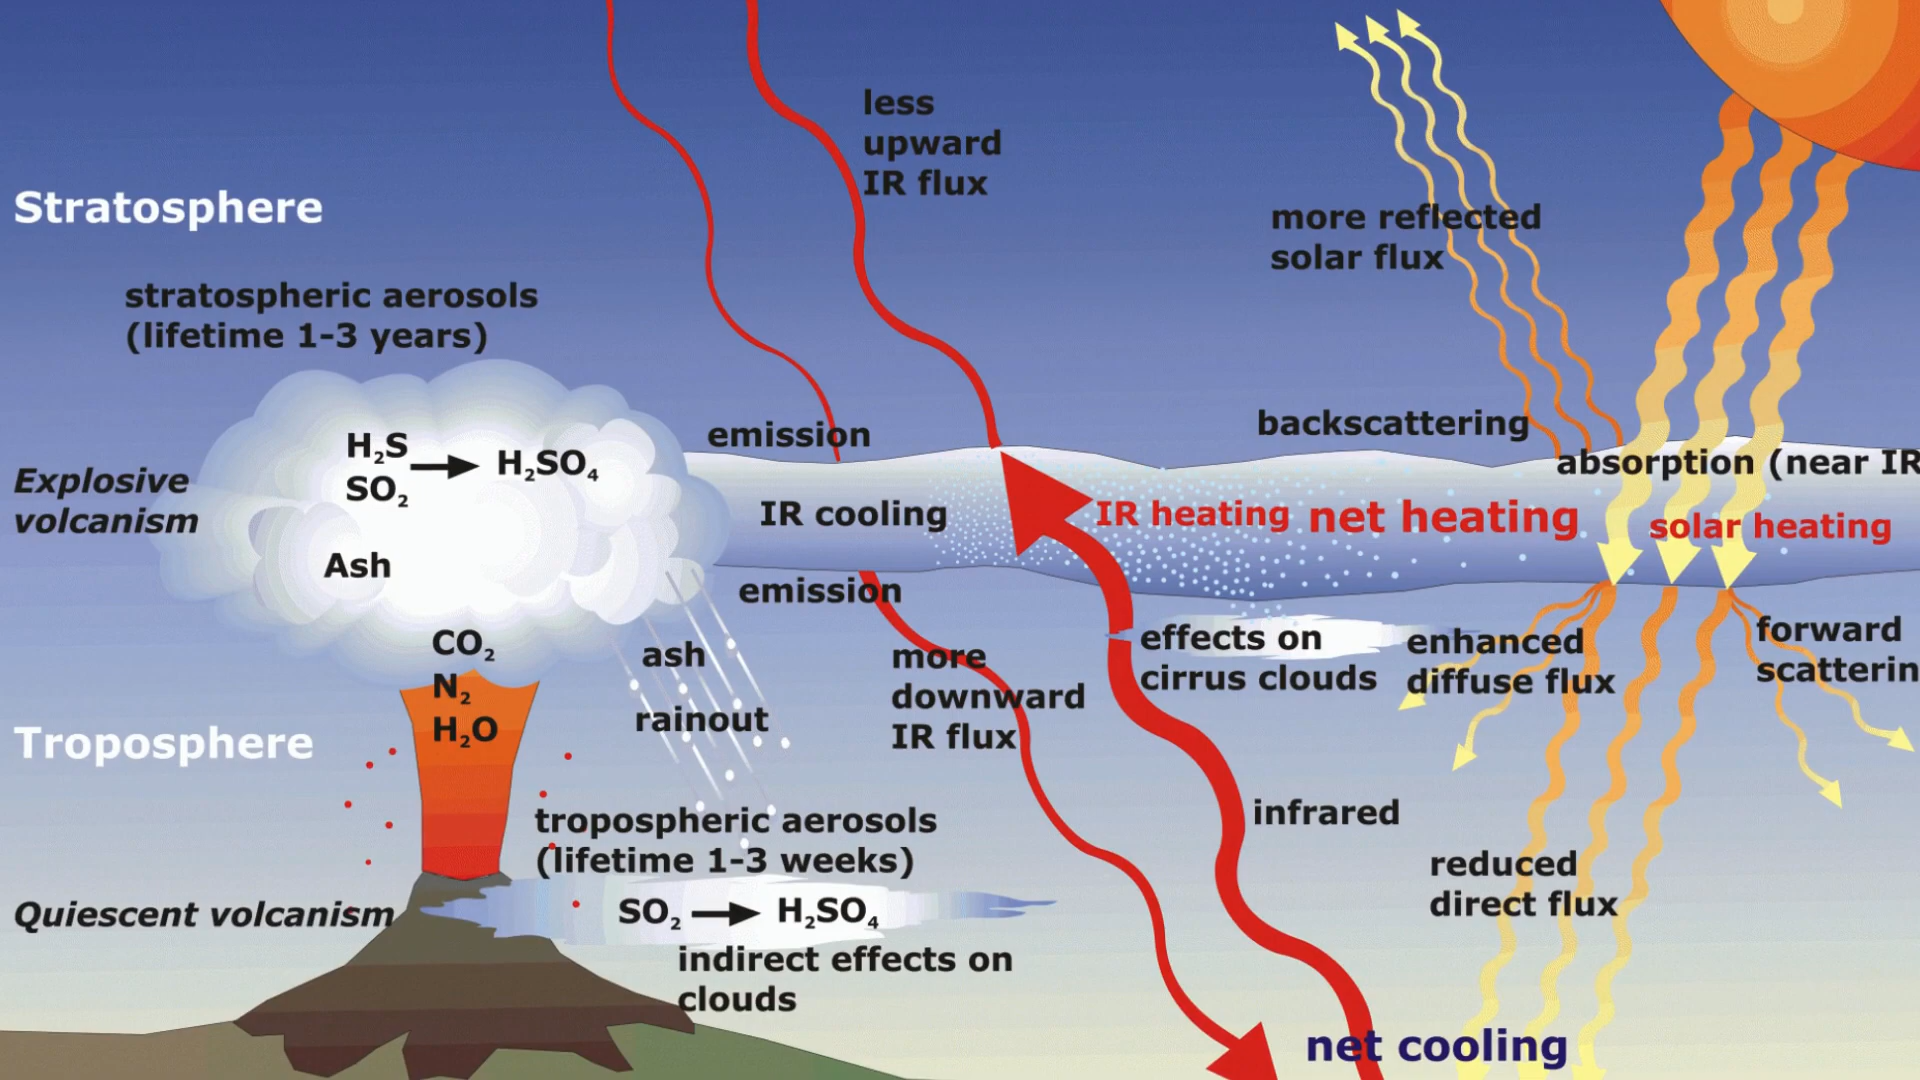 less
upward
IR flux
Stratosphere
more reflected
solar flux
stratospheric aerosols
(lifetime 1-3 years)
emission
backscattering
H₂S
SO₂
H₂SO₄
absorption (near IR
Explosive
volcanism
IR cooling
IR heating
net heating
solar heating
Ash
emission
CO₂
N₂
H₂O
ash
rainout
more
downward
IR flux
effects on
cirrus clouds
enhanced
diffuse flux
forward
scatterin
Troposphere
tropospheric aerosols
(lifetime 1-3 weeks)
infrared
reduced
direct flux
Quiescent volcanism
SO₂ → H₂SO₄
indirect effects on
clouds
net cooling